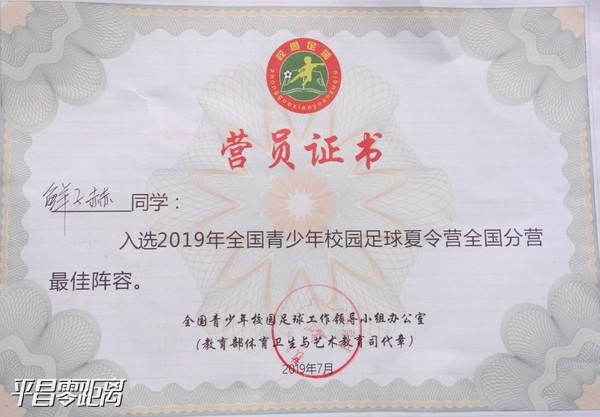 校园足球
zhongguoxiaoyuanzuqiu
营员证书
鲜子赫同学：
入选2019年全国青少年校园足球夏令营全国分营
最佳阵容。
全国青少年校园足球工作领导小组办公室
（教育部体育卫生与艺术教育司代章）
2019年7月
平昌零距离